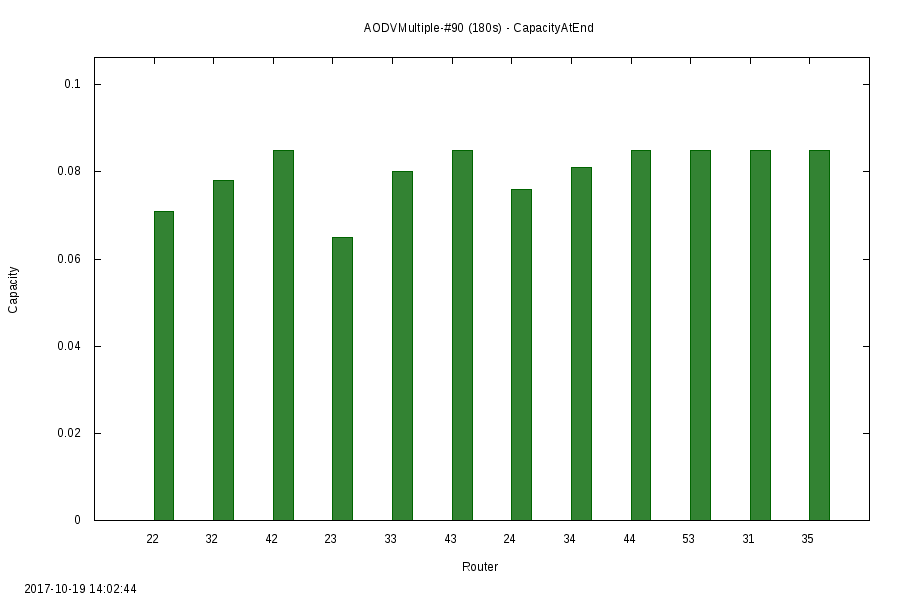 AODVMultiple-#90 (180s) - CapacityAtEnd
0.1
0.08
0.06
0.04
0.02
0
Capacity
22 32 42 23 33 43 24 34 44 53 31 35
Router
2017-10-19 14:02:44